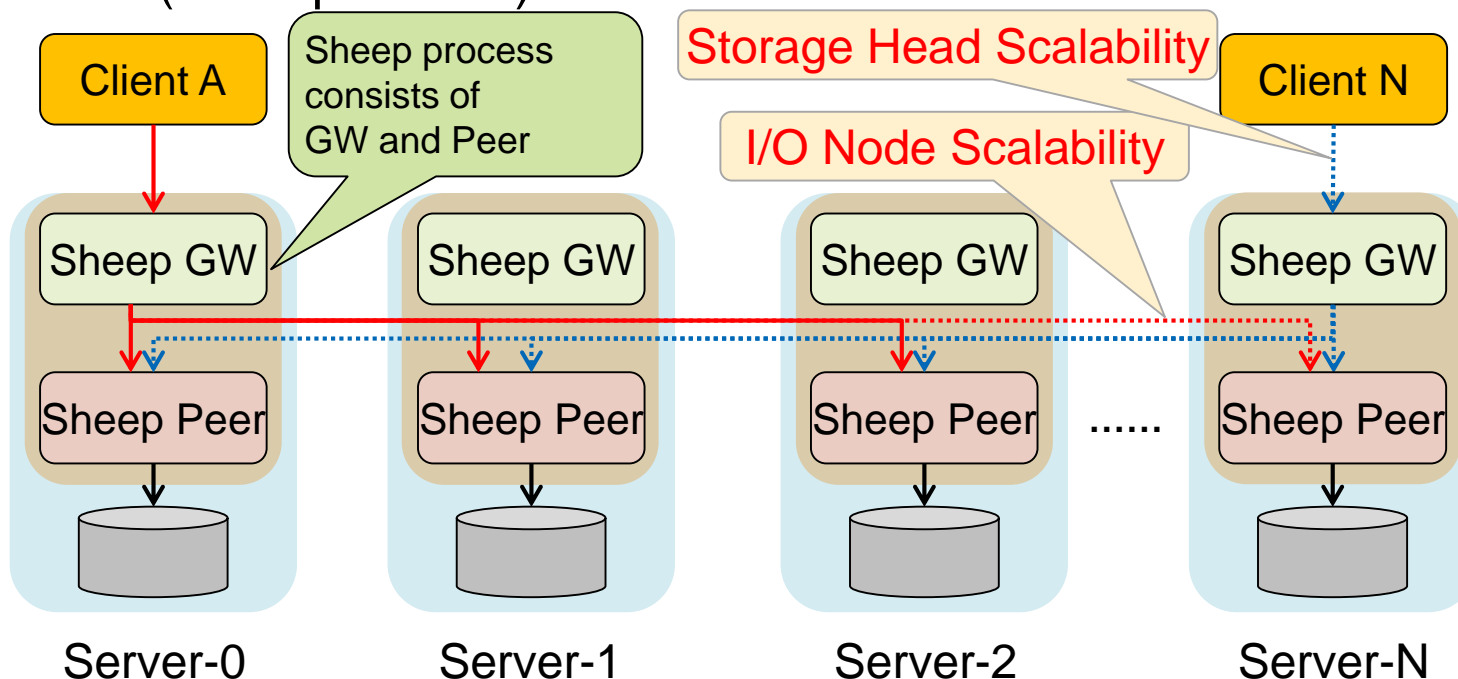 Client A
Sheep process
consists of
GW and Peer
Storage Head Scalability
Client N
I/O Node Scalability
Sheep GW
Sheep GW
Sheep GW
Sheep GW
Sheep Peer
Sheep Peer
Sheep Peer
......
Sheep Peer
Server-0
Server-1
Server-2
Server-N